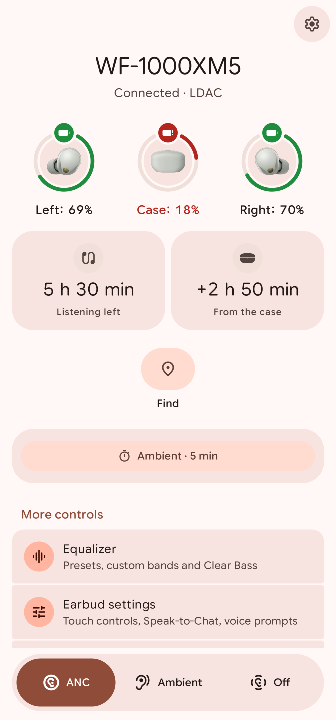 WF-1000XM5
Connected · LDAC
Left: 69%
Case: 18%
Right: 70%
5 h 30 min
+2 h 50 min
Listening left
From the case
Find
Ambient · 5 min
More controls
Equalizer
Presets, custom bands and Clear Bass
Earbud settings
Touch controls, Speak-to-Chat, voice prompts
ANC
Ambient
Off